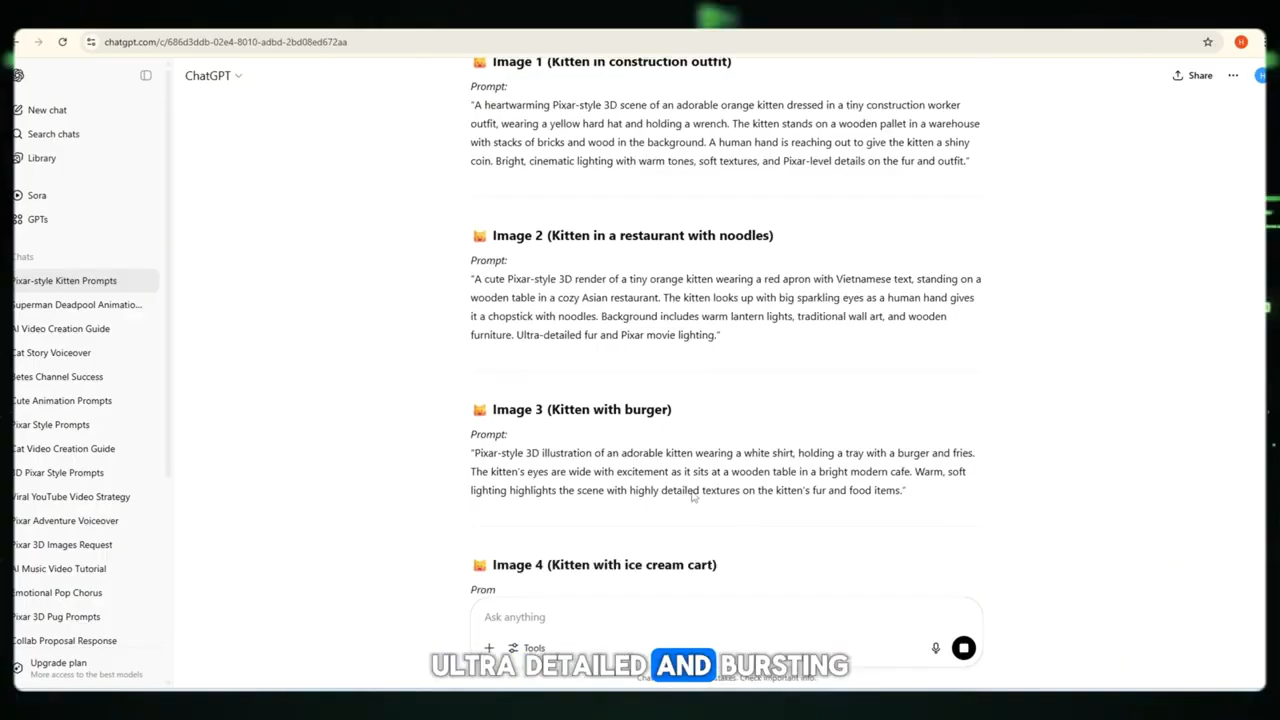 chatgpt.com/c/686d3ddb-02e4-8010-adbd-2bd08ed672aa
H
ChatGPT
Share
H
New chat
Search chats
Library
Sora
GPTs
Chats
Pixar-style Kitten Prompts
Superman Deadpool Animatio...
AI Video Creation Guide
Cat Story Voiceover
Betes Channel Success
Cute Animation Prompts
Pixar Style Prompts
Cat Video Creation Guide
3D Pixar Style Prompts
Viral YouTube Video Strategy
Pixar Adventure Voiceover
Pixar 3D Images Request
AI Music Video Tutorial
Emotional Pop Chorus
Pixar 3D Pug Prompts
Collab Proposal Response
Upgrade plan
More access to the best models
Image 1 (Kitten in construction outfit)
Prompt:
"A heartwarming Pixar-style 3D scene of an adorable orange kitten dressed in a tiny construction worker
outfit, wearing a yellow hard hat and holding a wrench. The kitten stands on a wooden pallet in a warehouse
with stacks of bricks and wood in the background. A human hand is reaching out to give the kitten a shiny
coin. Bright, cinematic lighting with warm tones, soft textures, and Pixar-level details on the fur and outfit."
Image 2 (Kitten in a restaurant with noodles)
Prompt:
"A cute Pixar-style 3D render of a tiny orange kitten wearing a red apron with Vietnamese text, standing on a
wooden table in a cozy Asian restaurant. The kitten looks up with big sparkling eyes as a human hand gives
it a chopstick with noodles. Background includes warm lantern lights, traditional wall art, and wooden
furniture. Ultra-detailed fur and Pixar movie lighting."
Image 3 (Kitten with burger)
Prompt:
"Pixar-style 3D illustration of an adorable kitten wearing a white shirt, holding a tray with a burger and fries.
The kitten's eyes are wide with excitement as it sits at a wooden table in a bright modern cafe. Warm, soft
lighting highlights the scene with highly detailed textures on the kitten's fur and food items."
Image 4 (Kitten with ice cream cart)
Prom
Ask anything
Tools
ULTRA DETAILED AND BURSTING
Check important info.